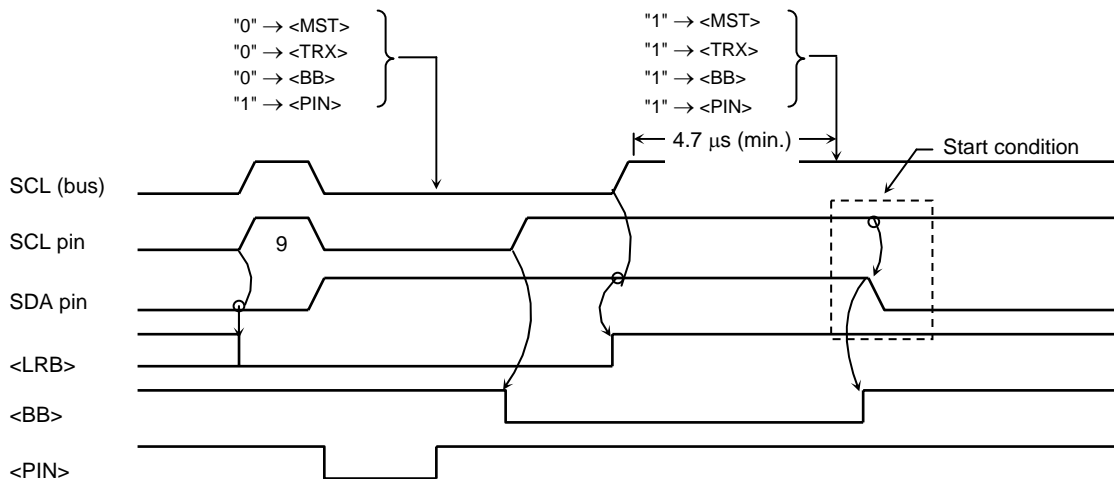 "0" → <MST>
"0" → <TRX>
"0" → <BB>
"1" → <PIN>
"1" → <MST>
"1" → <TRX>
"1" → <BB>
"1" → <PIN>
4.7 μs (min.)
Start condition
SCL (bus)
SCL pin
9
SDA pin
<LRB>
<BB>
<PIN>